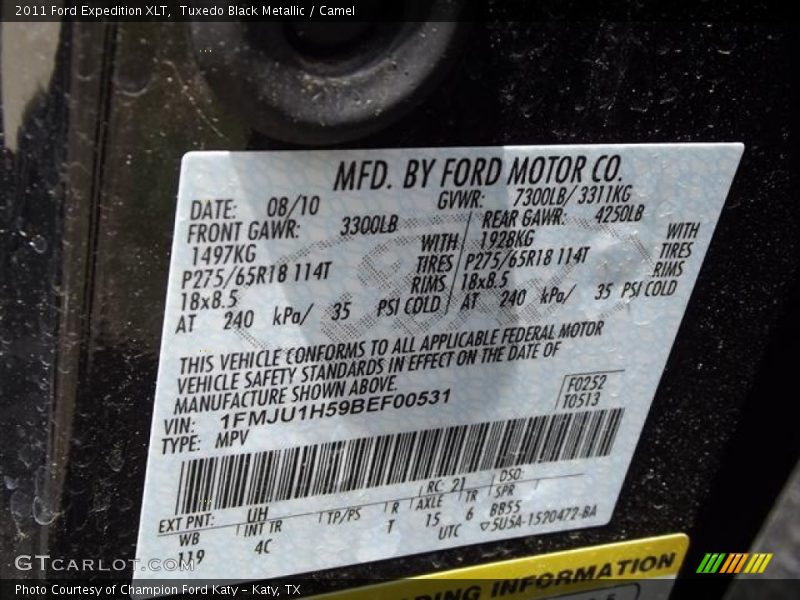 2011 Ford Expedition XLT, Tuxedo Black Metallic / Camel
MFD. BY FORD MOTOR CO.
DATE: 08/10 GVWR: 7300LB/ 3311KG
FRONT GAWR: 3300LB REAR GAWR: 4250LB
1497KG WITH 1928KG WITH
P275/65R18 114T TIRES P275/65R18 114T TIRES
18x8.5 RIMS 18x8.5 RIMS
AT 240 kPa/ 35 PSI COLD AT 240 kPa/ 35 PSI COLD
THIS VEHICLE CONFORMS TO ALL APPLICABLE FEDERAL MOTOR
VEHICLE SAFETY STANDARDS IN EFFECT ON THE DATE OF
MANUFACTURE SHOWN ABOVE.
VIN: 1FMJU1H59BEF00531
TYPE: MPV
F0252
T0513
EXT PNT: UH RC: 21 DSO:
WB INT TR TP/PS R AXLE TR SPR
119 4C T 15 6 BB55
UTC ▽5U5A-1520472-BA
DING INFORMATION
GTCARLOT.COM
Photo Courtesy of Champion Ford Katy - Katy, TX